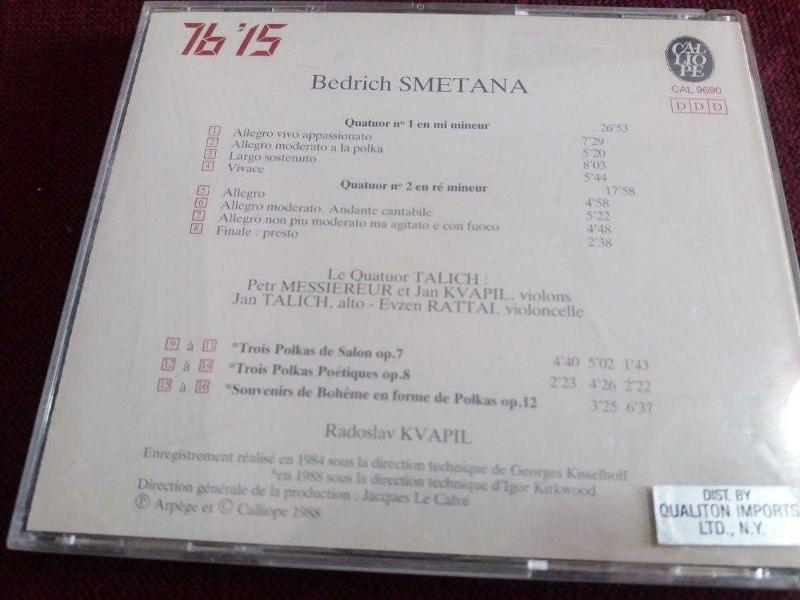 76'15
CAL
LIO
PE
Bedrich SMETANA
CAL 9690
D D D
Quatuor nº 1 en mi mineur 26'53
1 Allegro vivo appassionato 7'29
2 Allegro moderato a la polka 5'20
3 Largo sostenuto 8'03
4 Vivace 5'44
Quatuor nº 2 en ré mineur 17'58
5 Allegro 4'58
6 Allegro moderato. Andante cantabile 5'22
7 Allegro non piu moderato ma agitato e con fuoco 4'48
8 Finale : presto 2'38
Le Quatuor TALICH :
Petr MESSIEREUR et Jan KVAPIL, violons
Jan TALICH, alto - Evzen RATTAI, violoncelle
9 à 11 *Trois Polkas de Salon op.7 4'40 5'02 1'43
12 à 14 *Trois Polkas Poétiques op.8 2'23 4'26 2'22
15 à 16 *Souvenirs de Bohême en forme de Polkas op.12 3'25 6'37
Radoslav KVAPIL
Enregistrement réalisé en 1984 sous la direction technique de Georges Kisselhoff
*en 1988 sous la direction technique d'Igor Kirkwood
Direction générale de la production : Jacques Le Calvé
℗ Arpège et © Calliope 1988
DIST. BY
QUALITON IMPORTS
LTD., N.Y.